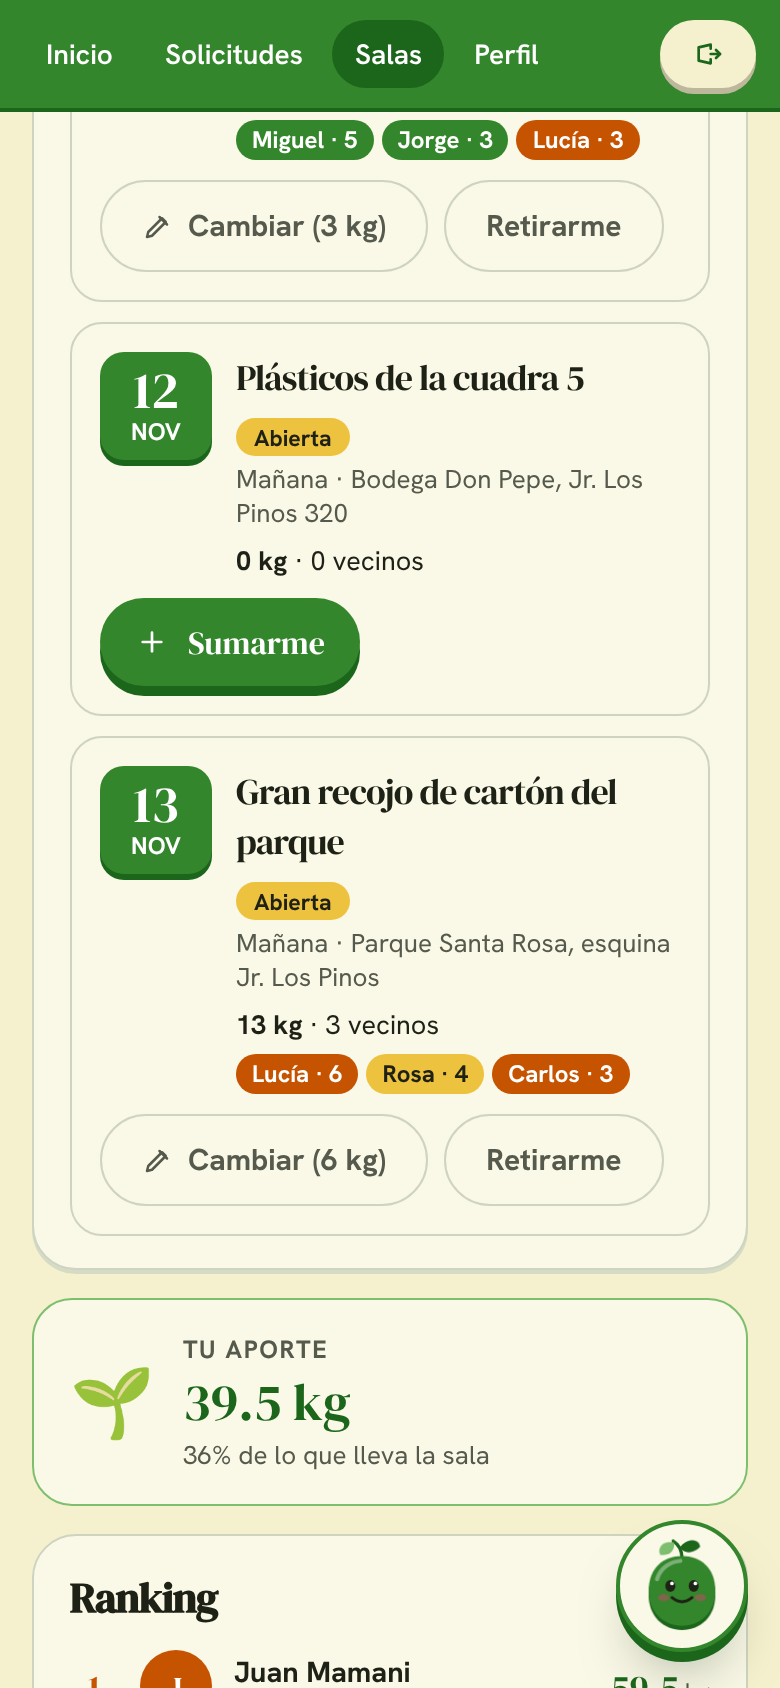 Inicio Solicitudes Salas Perfil
Miguel · 5 Jorge · 3 Lucía · 3
Cambiar (3 kg) Retirarme
12
NOV
Plásticos de la cuadra 5
Abierta
Mañana · Bodega Don Pepe, Jr. Los
Pinos 320
0 kg · 0 vecinos
+ Sumarme
13
NOV
Gran recojo de cartón del
parque
Abierta
Mañana · Parque Santa Rosa, esquina
Jr. Los Pinos
13 kg · 3 vecinos
Lucía · 6 Rosa · 4 Carlos · 3
Cambiar (6 kg) Retirarme
TU APORTE
39.5 kg
36% de lo que lleva la sala
Ranking
Juan Mamani